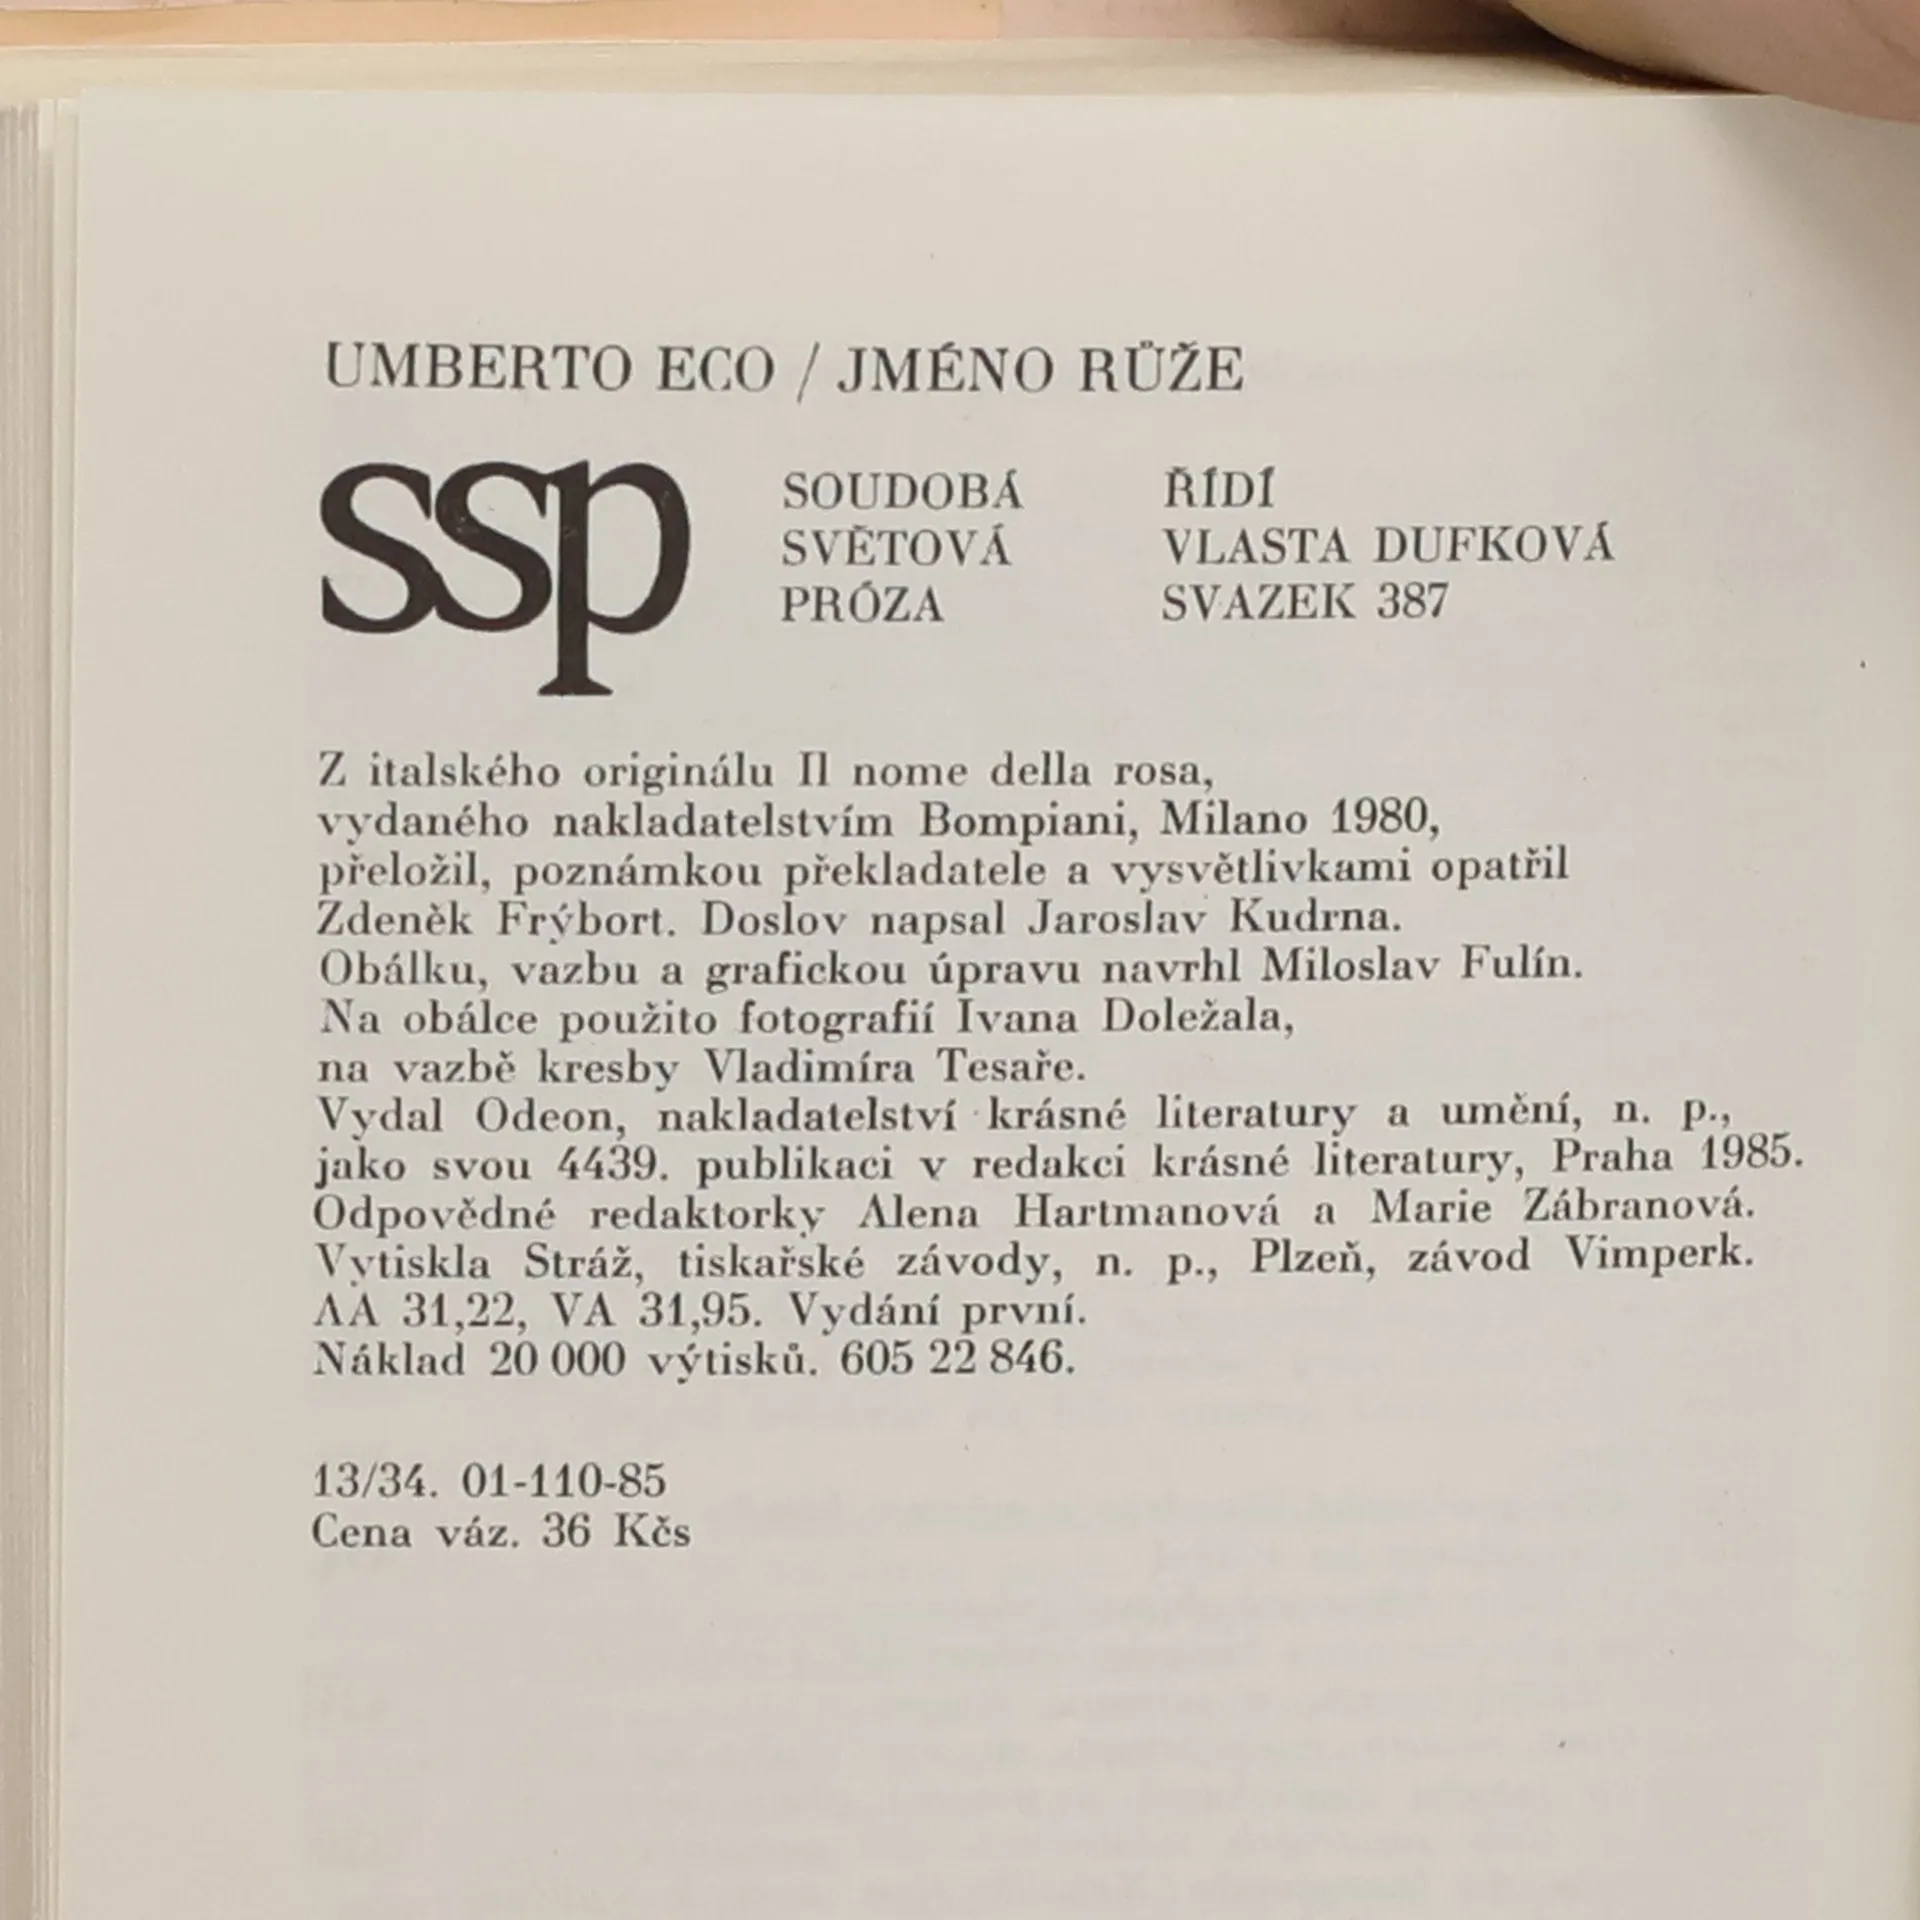 UMBERTO ECO / JMÉNO RŮŽE
ssp
SOUDOBÁ
SVĚTOVÁ
PRÓZA
ŘÍDÍ
VLASTA DUFKOVÁ
SVAZEK 387
Z italského originálu Il nome della rosa,
vydaného nakladatelstvím Bompiani, Milano 1980,
přeložil, poznámkou překladatele a vysvětlivkami opatřil
Zdeněk Frýbort. Doslov napsal Jaroslav Kudrna.
Obálku, vazbu a grafickou úpravu navrhl Miloslav Fulín.
Na obálce použito fotografií Ivana Doležala,
na vazbě kresby Vladimíra Tesaře.
Vydal Odeon, nakladatelství krásné literatury a umění, n. p.,
jako svou 4439. publikaci v redakci krásné literatury, Praha 1985.
Odpovědné redaktorky Alena Hartmanová a Marie Zábranová.
Vytiskla Stráž, tiskařské závody, n. p., Plzeň, závod Vimperk.
AA 31,22, VA 31,95. Vydání první.
Náklad 20 000 výtisků. 605 22 846.
13/34. 01-110-85
Cena váz. 36 Kčs